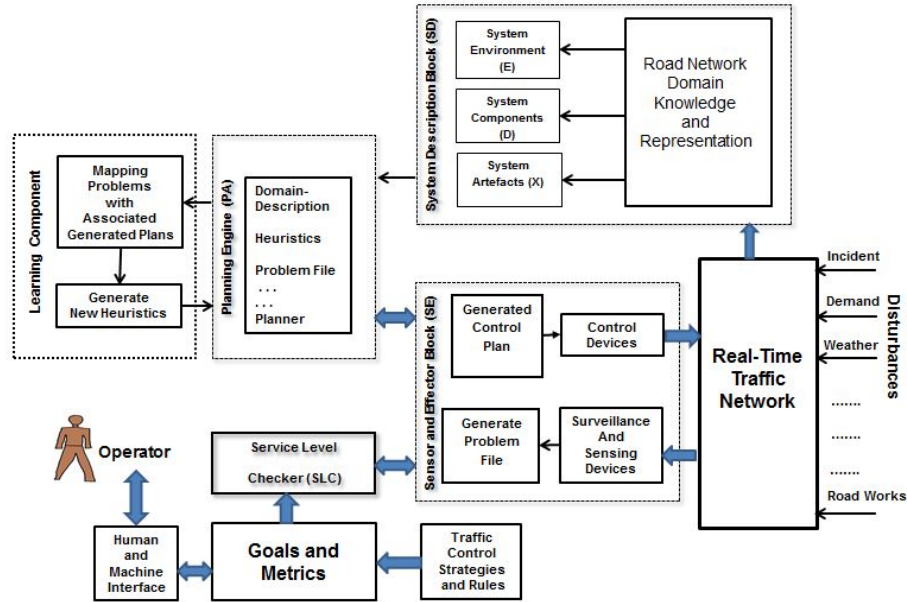 System Description Block (SD)
System
Environment
(E)
System
Components
(D)
System
Artefacts (X)
Road Network
Domain
Knowledge
and
Representation
Learning Component
Mapping
Problems
with
Associated
Generated Plans
Generate
New Heuristics
Planning Engine (PA)
Domain-
Description
Heuristics
Problem File
. . .
. . .
Planner
Sensor and Effector Block (SE)
Generated
Control
Plan
Control
Devices
Generate
Problem
File
Surveillance
And
Sensing
Devices
Real-Time
Traffic
Network
Incident
Demand
Weather
.......
.......
.......
Road Works
Disturbances
Operator
Service Level
Checker (SLC)
Human
and
Machine
Interface
Goals and
Metrics
Traffic
Control
Strategies
and Rules